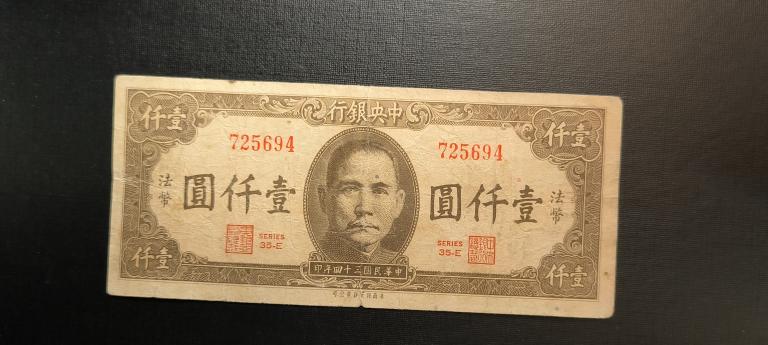 行銀央中
仟壹
仟壹
725694
725694
法幣
圓仟壹
圓仟壹
法幣
SERIES
35-E
SERIES
35-E
仟壹
印年四十三國民華中
仟壹